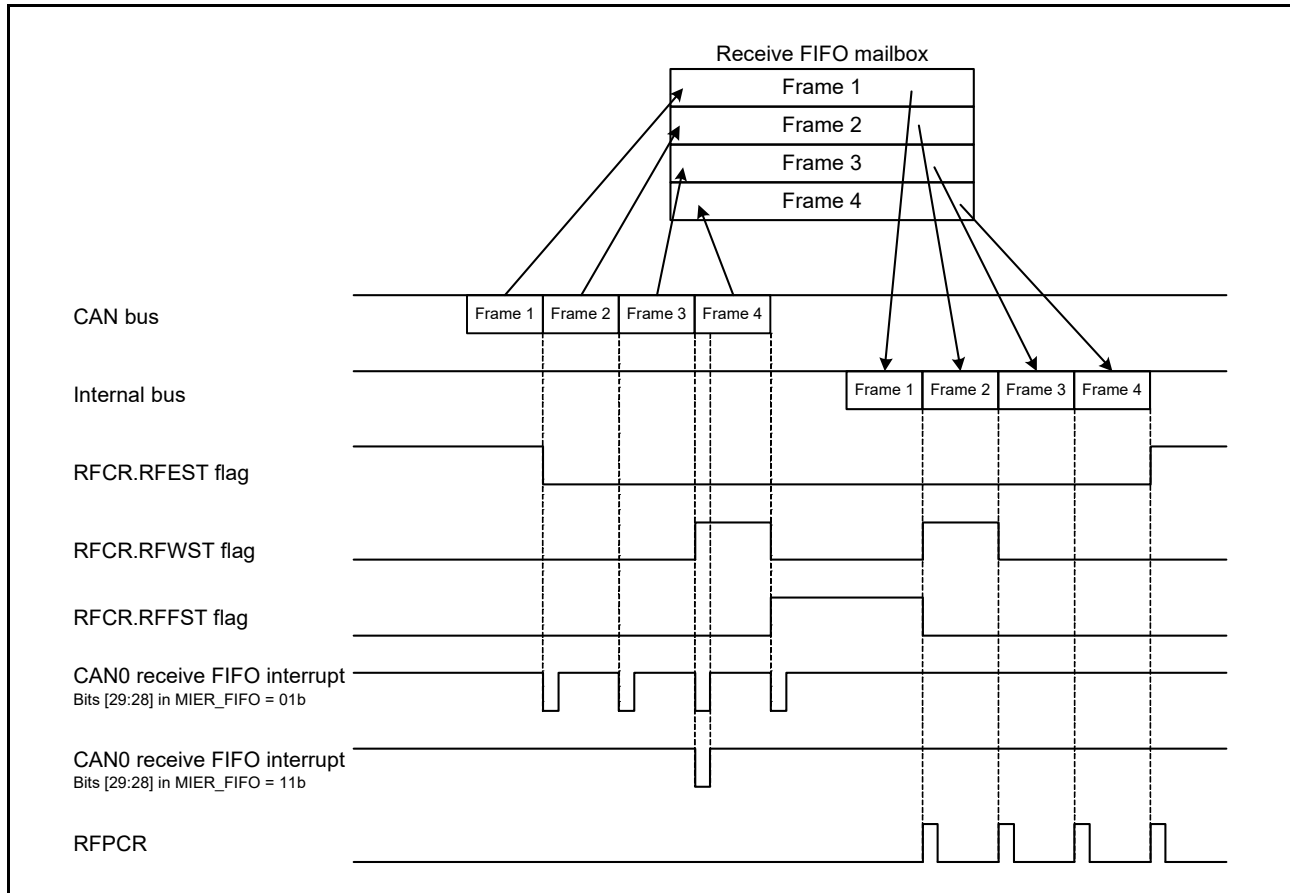 Receive FIFO mailbox
Frame 1
Frame 2
Frame 3
Frame 4
CAN bus
Frame 1 Frame 2 Frame 3 Frame 4
Internal bus
Frame 1 Frame 2 Frame 3 Frame 4
RFCR.RFEST flag
RFCR.RFWST flag
RFCR.RFFST flag
CAN0 receive FIFO interrupt
Bits [29:28] in MIER_FIFO = 01b
CAN0 receive FIFO interrupt
Bits [29:28] in MIER_FIFO = 11b
RFPCR